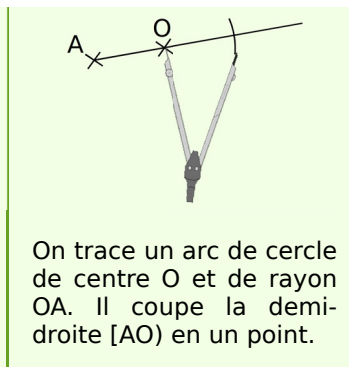 O
A
On trace un arc de cercle
de centre O et de rayon
OA. Il coupe la demi-
droite [AO) en un point.